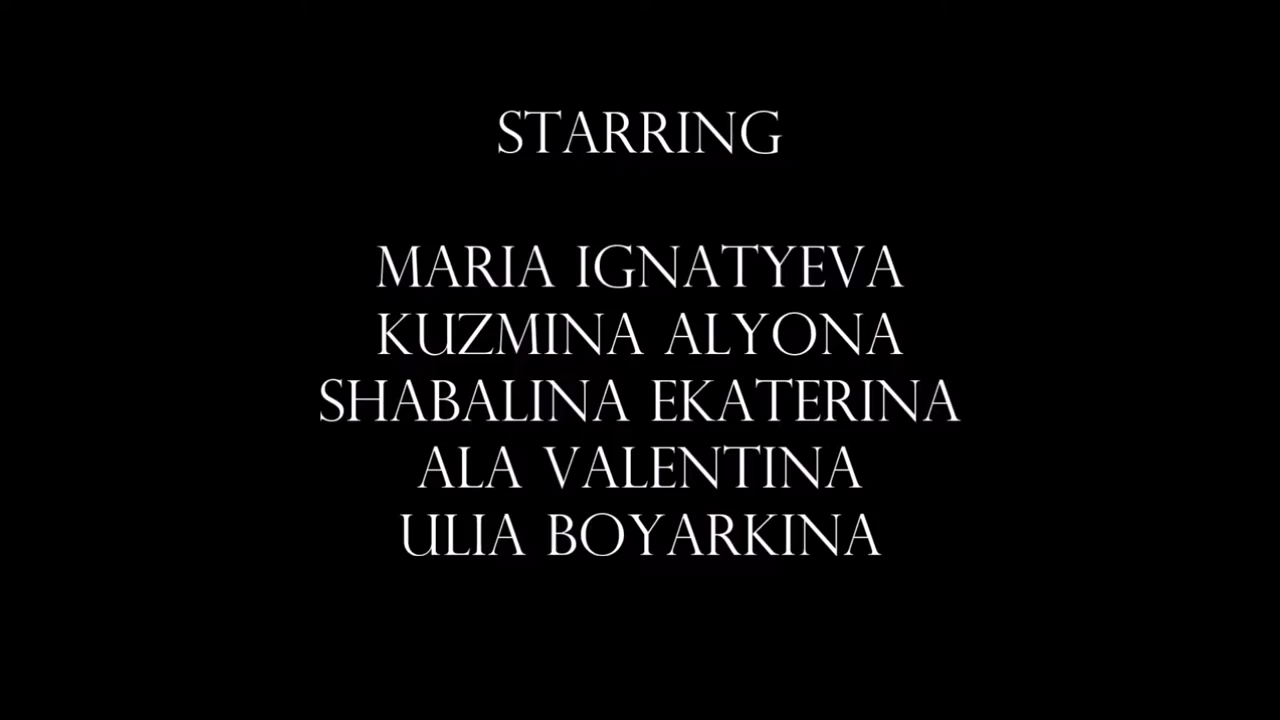 STARRING
MARIA IGNATYEVA
KUZMINA ALYONA
SHABALINA EKATERINA
ALA VALENTINA
ULIA BOYARKINA